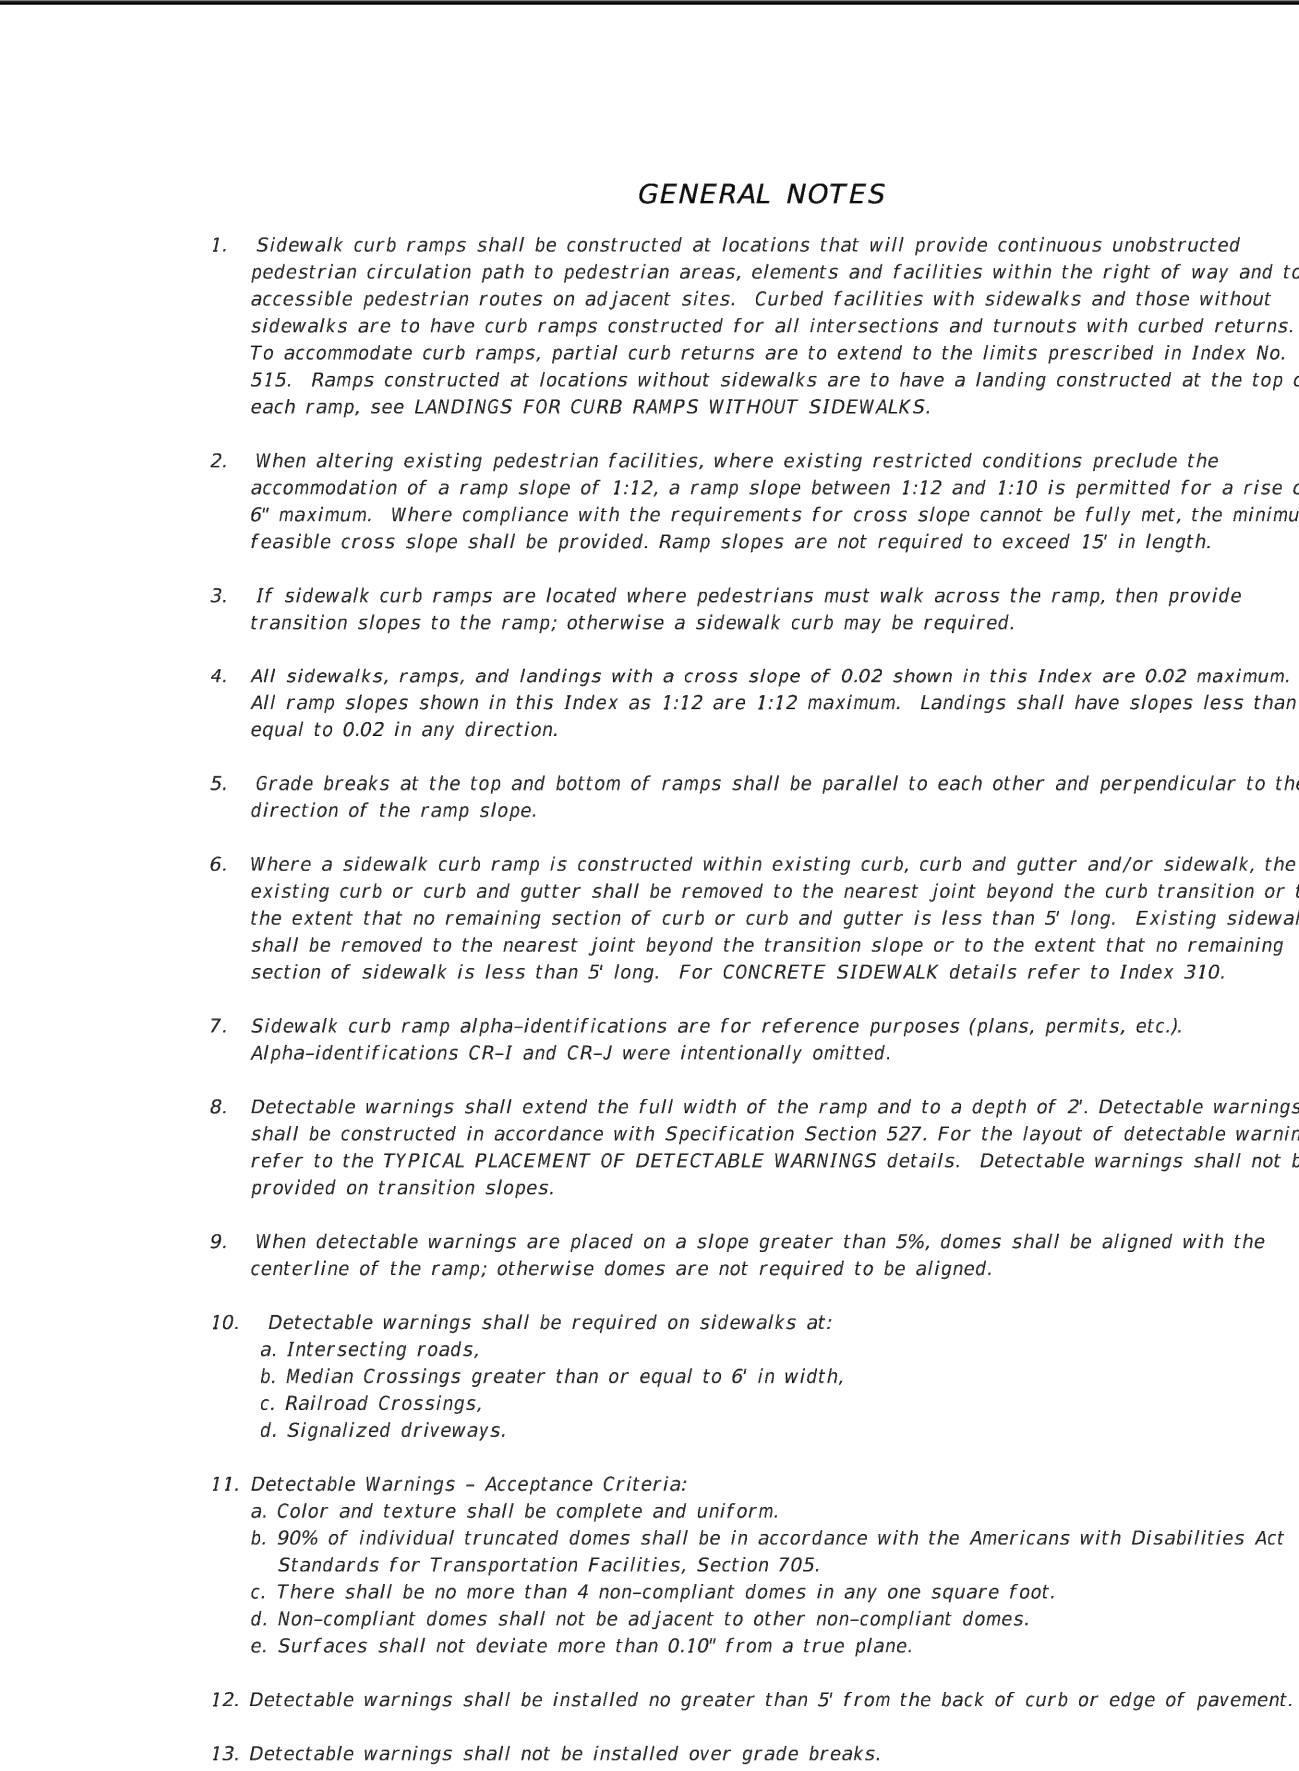 GENERAL NOTES
1. Sidewalk curb ramps shall be constructed at locations that will provide continuous unobstructed
pedestrian circulation path to pedestrian areas, elements and facilities within the right of way and to
accessible pedestrian routes on adjacent sites. Curbed facilities with sidewalks and those without
sidewalks are to have curb ramps constructed for all intersections and turnouts with curbed returns.
To accommodate curb ramps, partial curb returns are to extend to the limits prescribed in Index No.
515. Ramps constructed at locations without sidewalks are to have a landing constructed at the top
each ramp, see LANDINGS FOR CURB RAMPS WITHOUT SIDEWALKS.
2. When altering existing pedestrian facilities, where existing restricted conditions preclude the
accommodation of a ramp slope of 1:12, a ramp slope between 1:12 and 1:10 is permitted for a rise
6" maximum. Where compliance with the requirements for cross slope cannot be fully met, the minimu
feasible cross slope shall be provided. Ramp slopes are not required to exceed 15' in length.
3. If sidewalk curb ramps are located where pedestrians must walk across the ramp, then provide
transition slopes to the ramp; otherwise a sidewalk curb may be required.
4. All sidewalks, ramps, and landings with a cross slope of 0.02 shown in this Index are 0.02 maximum.
All ramp slopes shown in this Index as 1:12 are 1:12 maximum. Landings shall have slopes less than
equal to 0.02 in any direction.
5. Grade breaks at the top and bottom of ramps shall be parallel to each other and perpendicular to the
direction of the ramp slope.
6. Where a sidewalk curb ramp is constructed within existing curb, curb and gutter and/or sidewalk, the
existing curb or curb and gutter shall be removed to the nearest joint beyond the curb transition or
the extent that no remaining section of curb or curb and gutter is less than 5' long. Existing sidewal
shall be removed to the nearest joint beyond the transition slope or to the extent that no remaining
section of sidewalk is less than 5' long. For CONCRETE SIDEWALK details refer to Index 310.
7. Sidewalk curb ramp alpha-identifications are for reference purposes (plans, permits, etc.).
Alpha-identifications CR-I and CR-J were intentionally omitted.
8. Detectable warnings shall extend the full width of the ramp and to a depth of 2'. Detectable warnings
shall be constructed in accordance with Specification Section 527. For the layout of detectable warnin
refer to the TYPICAL PLACEMENT OF DETECTABLE WARNINGS details. Detectable warnings shall not b
provided on transition slopes.
9. When detectable warnings are placed on a slope greater than 5%, domes shall be aligned with the
centerline of the ramp; otherwise domes are not required to be aligned.
10. Detectable warnings shall be required on sidewalks at:
a. Intersecting roads,
b. Median Crossings greater than or equal to 6' in width,
c. Railroad Crossings,
d. Signalized driveways.
11. Detectable Warnings – Acceptance Criteria:
a. Color and texture shall be complete and uniform.
b. 90% of individual truncated domes shall be in accordance with the Americans with Disabilities Act
Standards for Transportation Facilities, Section 705.
c. There shall be no more than 4 non-compliant domes in any one square foot.
d. Non-compliant domes shall not be adjacent to other non-compliant domes.
e. Surfaces shall not deviate more than 0.10" from a true plane.
12. Detectable warnings shall be installed no greater than 5' from the back of curb or edge of pavement.
13. Detectable warnings shall not be installed over grade breaks.